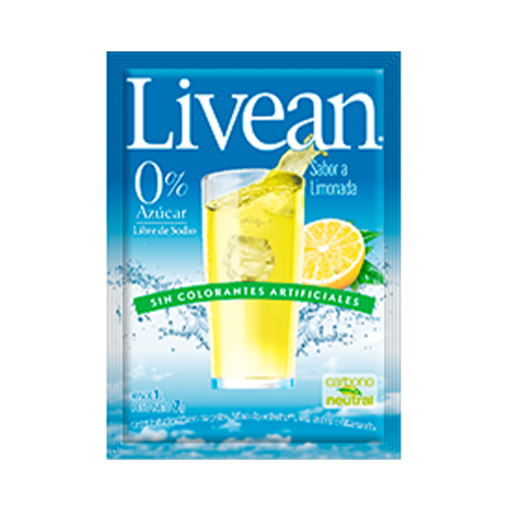 Livean
Sabor a
Limonada
0%
Azúcar
Libre de Sodio
SIN COLORANTES ARTIFICIALES
carbono
neutral